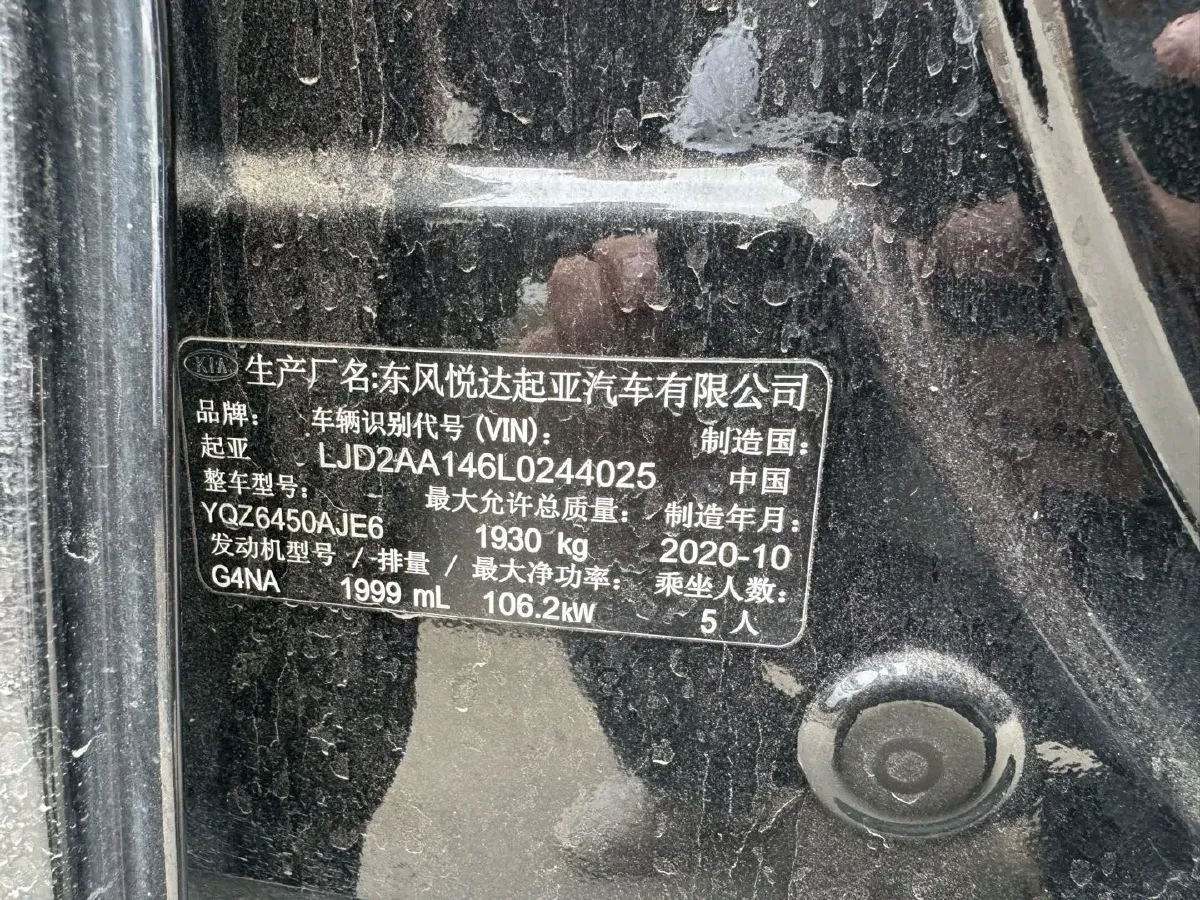 KIA 生产厂名:东风悦达起亚汽车有限公司
品牌: 车辆识别代号(VIN): 制造国:
起亚 LJD2AA146L0244025 中国
整车型号: 最大允许总质量: 制造年月:
YQZ6450AJE6 1930 kg 2020-10
发动机型号 / 排量 / 最大净功率: 乘坐人数:
G4NA 1999 mL 106.2kW 5 人